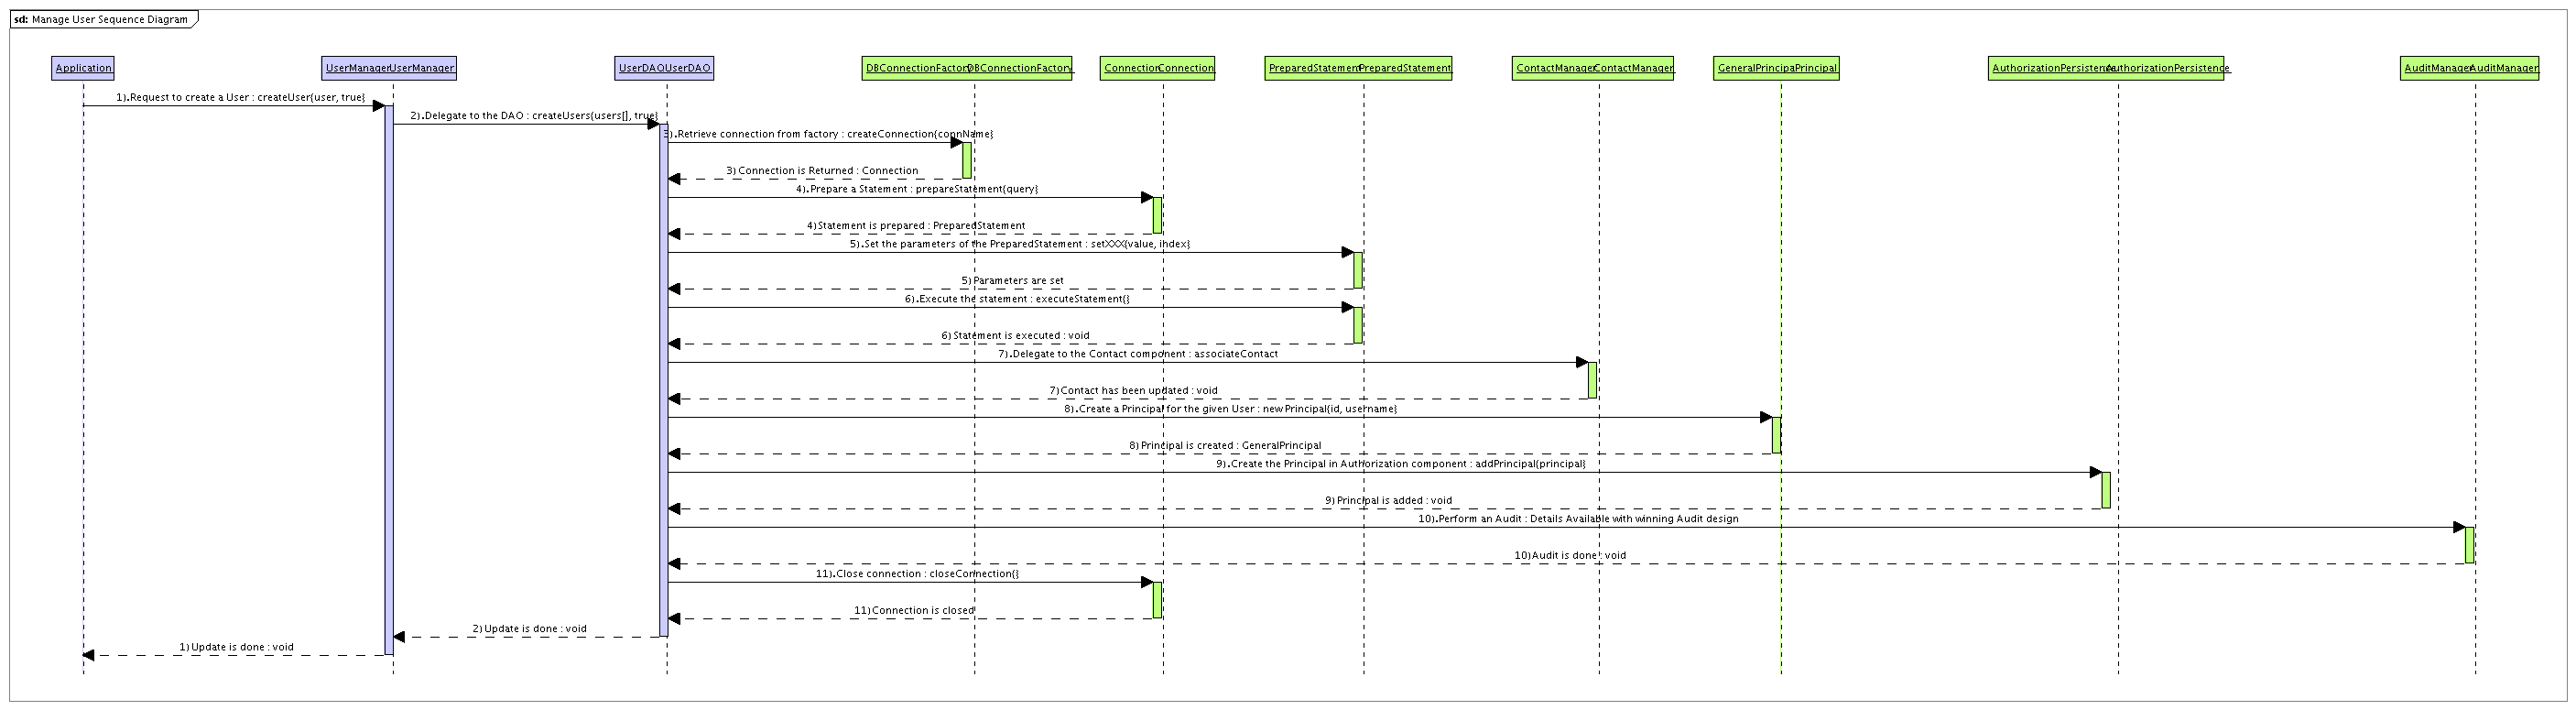 sd: Manage User Sequence Diagram
Application
UserManagerUserManager
UserDAOUserDAO
DBConnectionFactoryDBConnectionFactory
ConnectionConnection
PreparedStatementPreparedStatement
ContactManagerContactManager
GeneralPrincipaPrincipal
AuthorizationPersistenceAuthorizationPersistence
AuditManagerAuditManager
1).Request to create a User : createUser(user, true)
2).Delegate to the DAO : createUsers(users[], true)
3).Retrieve connection from factory : createConnection(connName)
3) Connection is Returned : Connection
4).Prepare a Statement : prepareStatement(query)
4) Statement is prepared : PreparedStatement
5).Set the parameters of the PreparedStatement : setXXX(value, index)
5) Parameters are set
6).Execute the statement : executeStatement()
6) Statement is executed : void
7).Delegate to the Contact component : associateContact
7) Contact has been updated : void
8).Create a Principal for the given User : new Principal(id, username)
8) Principal is created : GeneralPrincipal
9).Create the Principal in Authorization component : addPrincipal(principal)
9) Principal is added : void
10).Perform an Audit : Details Available with winning Audit design
10) Audit is done : void
11).Close connection : closeConnection()
11) Connection is closed
2) Update is done : void
1) Update is done : void